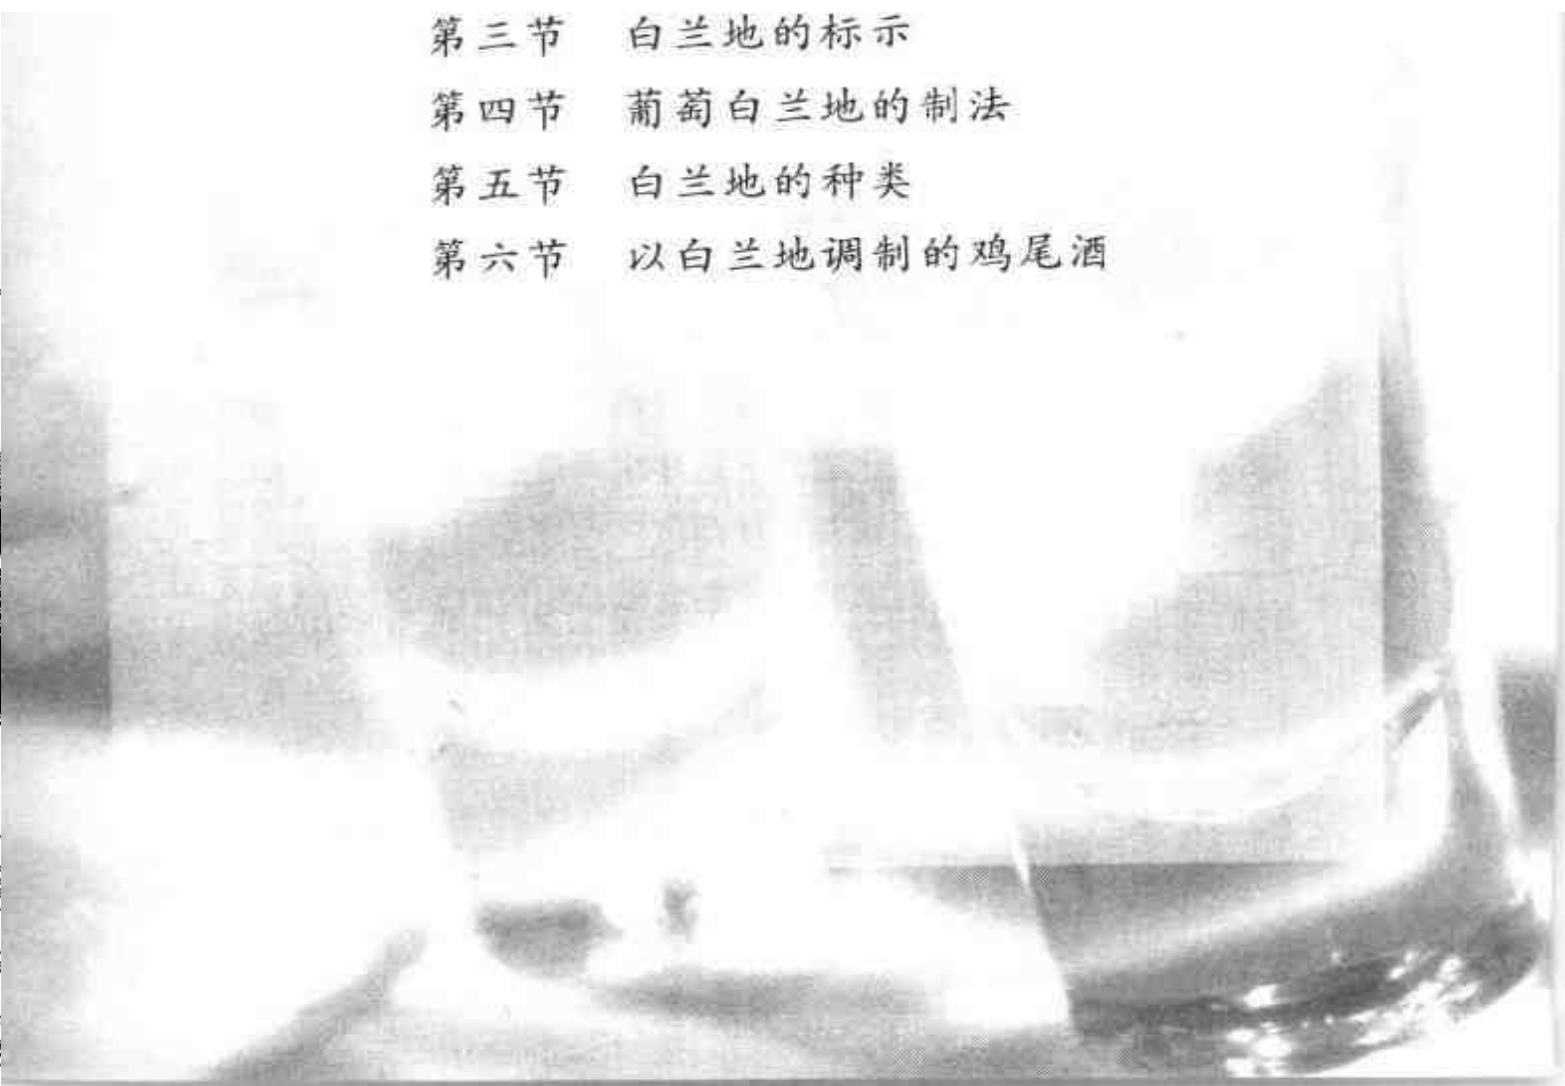 第三节 白兰地的标示
第四节 葡萄白兰地的制法
第五节 白兰地的种类
第六节 以白兰地调制的鸡尾酒